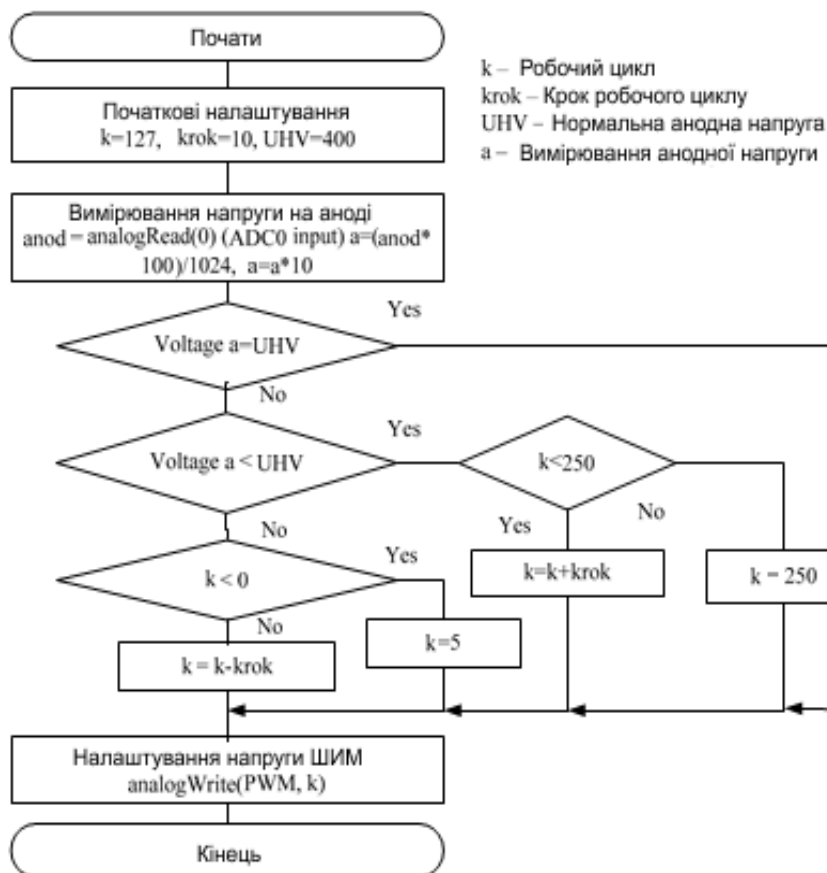 Почати
k – Робочий цикл
krok – Крок робочого циклу
UHV – Нормальна анодна напруга
a – Вимірювання анодної напруги
Початкові налаштування
k=127, krok=10, UHV=400
Вимірювання напруги на аноді
anod = analogRead(0) (ADC0 input) a=(anod*
100)/1024, a=a*10
Yes
Voltage a=UHV
No
Yes
Voltage a < UHV
k<250
No
Yes
No
Yes
k < 0
k=k+krok
k = 250
No
k=5
k = k-krok
Налаштування напруги ШИМ
analogWrite(PWM, k)
Кінець